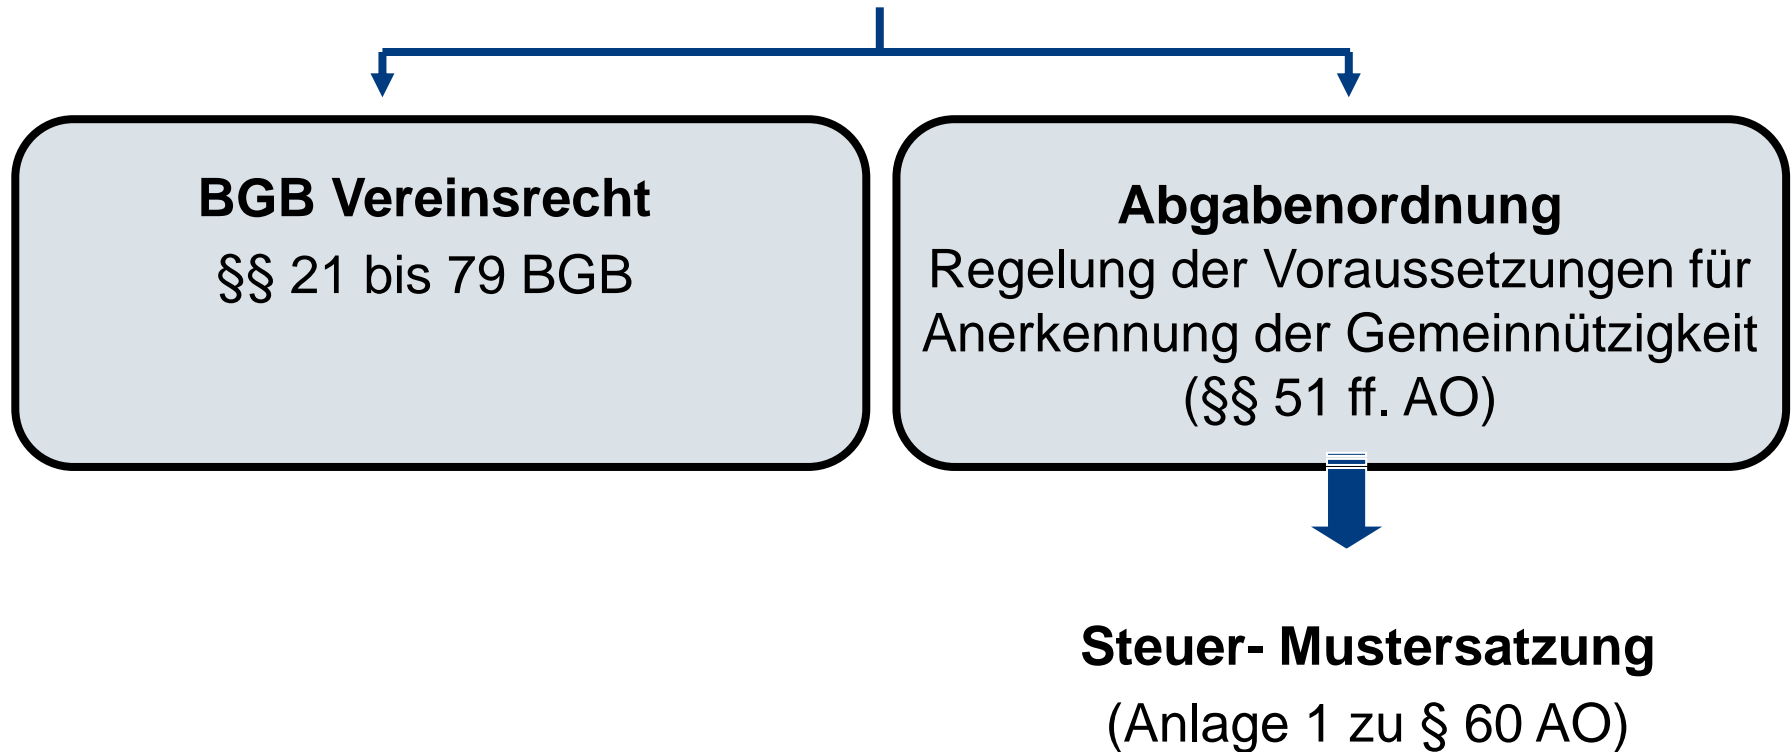 BGB Vereinsrecht
§§ 21 bis 79 BGB
Abgabenordnung
Regelung der Voraussetzungen für
Anerkennung der Gemeinnützigkeit
(§§ 51 ff. AO)
Steuer- Mustersatzung
(Anlage 1 zu § 60 AO)